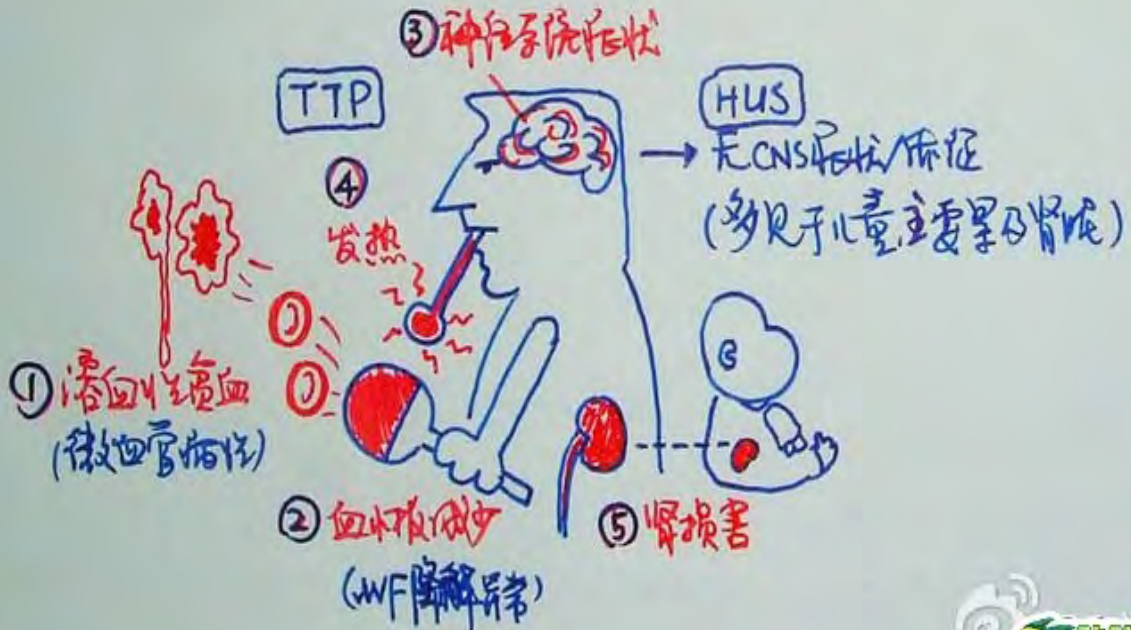 ③神经系统症状
TTP
HUS
→无CNS症状/体征
(多见于儿童,主要累及肾脏)
④
发热
①溶血性贫血
(微血管病性)
②血小板减少
(vWF降解异常)
⑤肾损害